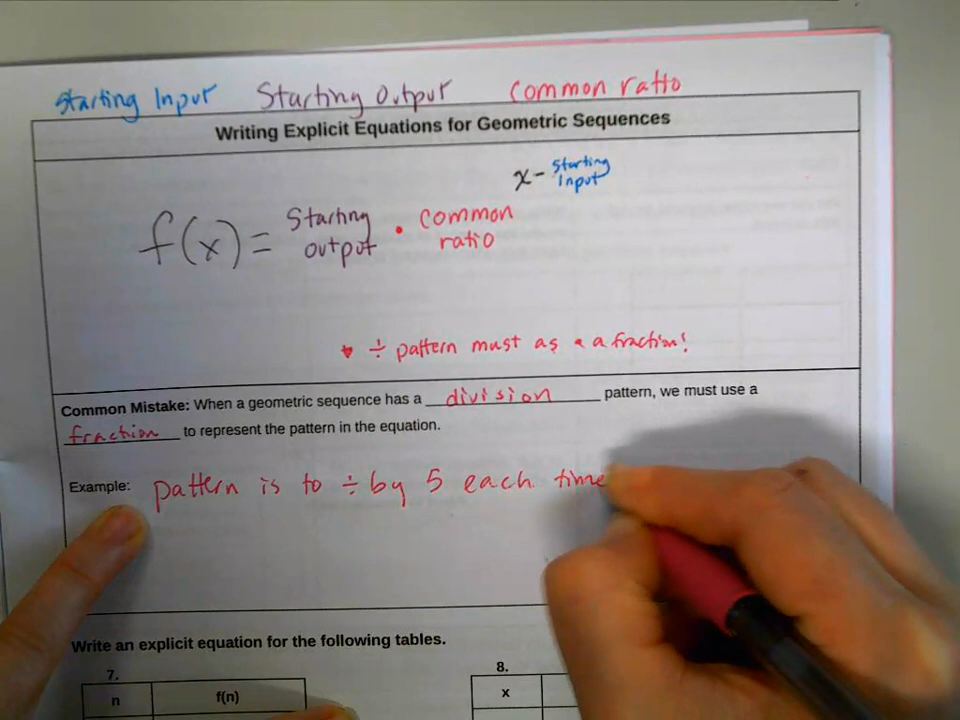 Starting Input Starting Output common ratio
Writing Explicit Equations for Geometric Sequences
x - Starting Input
f(x) = Starting output • common ratio
÷ pattern must as a fraction!
Common Mistake: When a geometric sequence has a division pattern, we must use a
fraction to represent the pattern in the equation.
Example: pattern is to ÷ by 5 each time
Write an explicit equation for the following tables.
7. 8.
n f(n) x